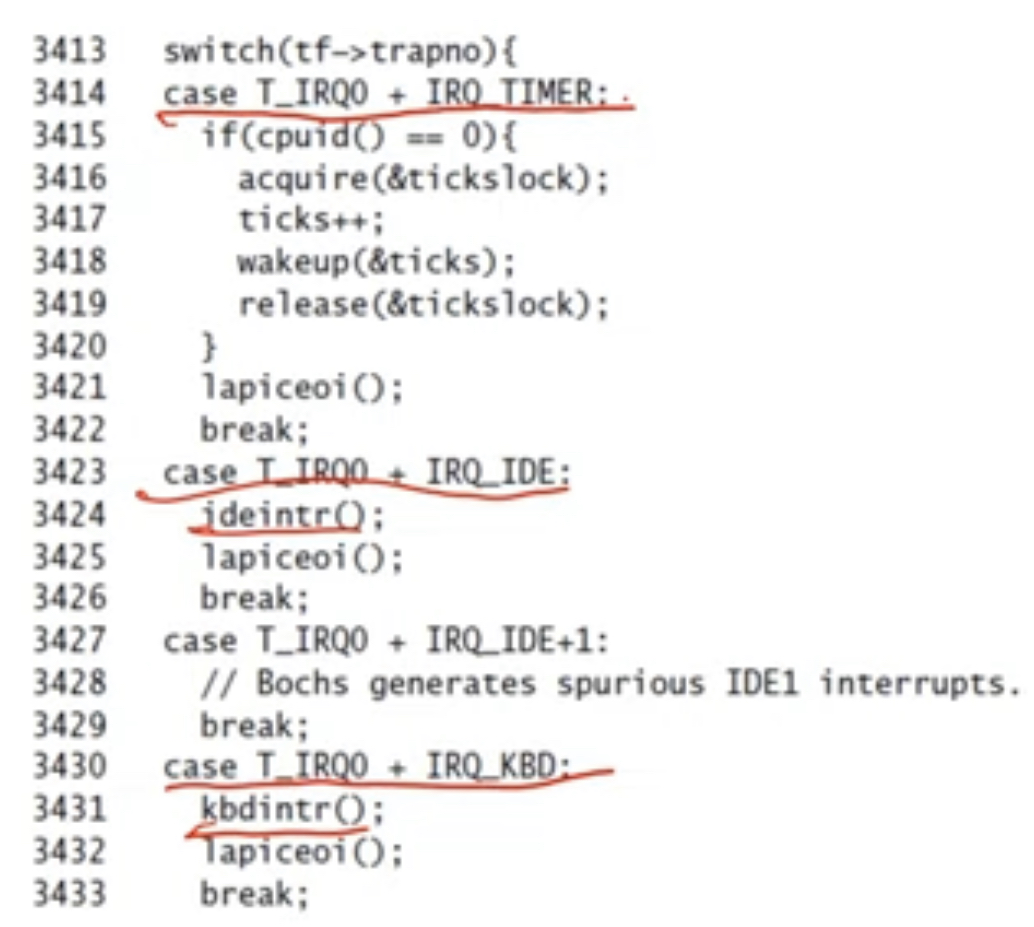 3413 switch(tf->trapno){
3414 case T_IRQ0 + IRQ_TIMER:
3415 if(cpuid() == 0){
3416 acquire(&tickslock);
3417 ticks++;
3418 wakeup(&ticks);
3419 release(&tickslock);
3420 }
3421 lapiceoi();
3422 break;
3423 case T_IRQ0 + IRQ_IDE:
3424 ideintr();
3425 lapiceoi();
3426 break;
3427 case T_IRQ0 + IRQ_IDE+1:
3428 // Bochs generates spurious IDE1 interrupts.
3429 break;
3430 case T_IRQ0 + IRQ_KBD:
3431 kbdintr();
3432 lapiceoi();
3433 break;